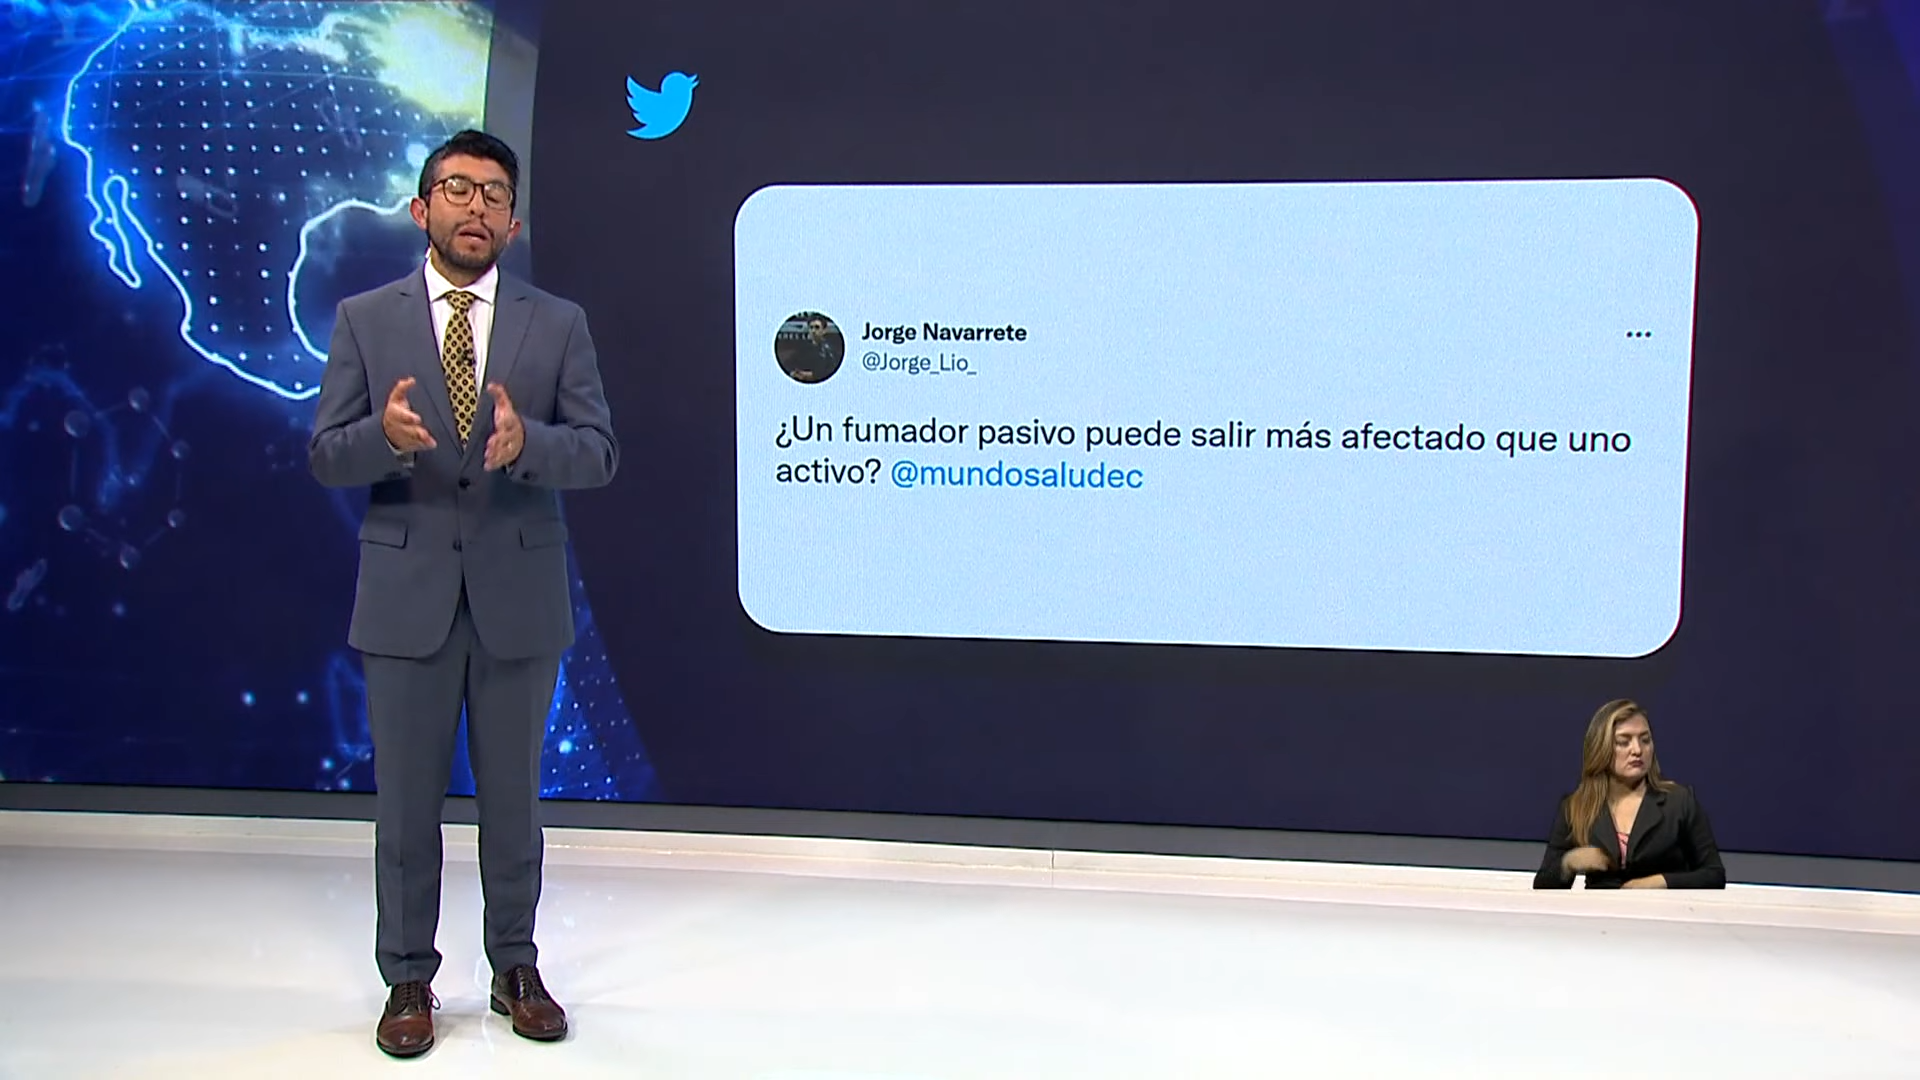 Jorge Navarrete
@Jorge_Lio_
¿Un fumador pasivo puede salir más afectado que uno
activo? @mundosaludec